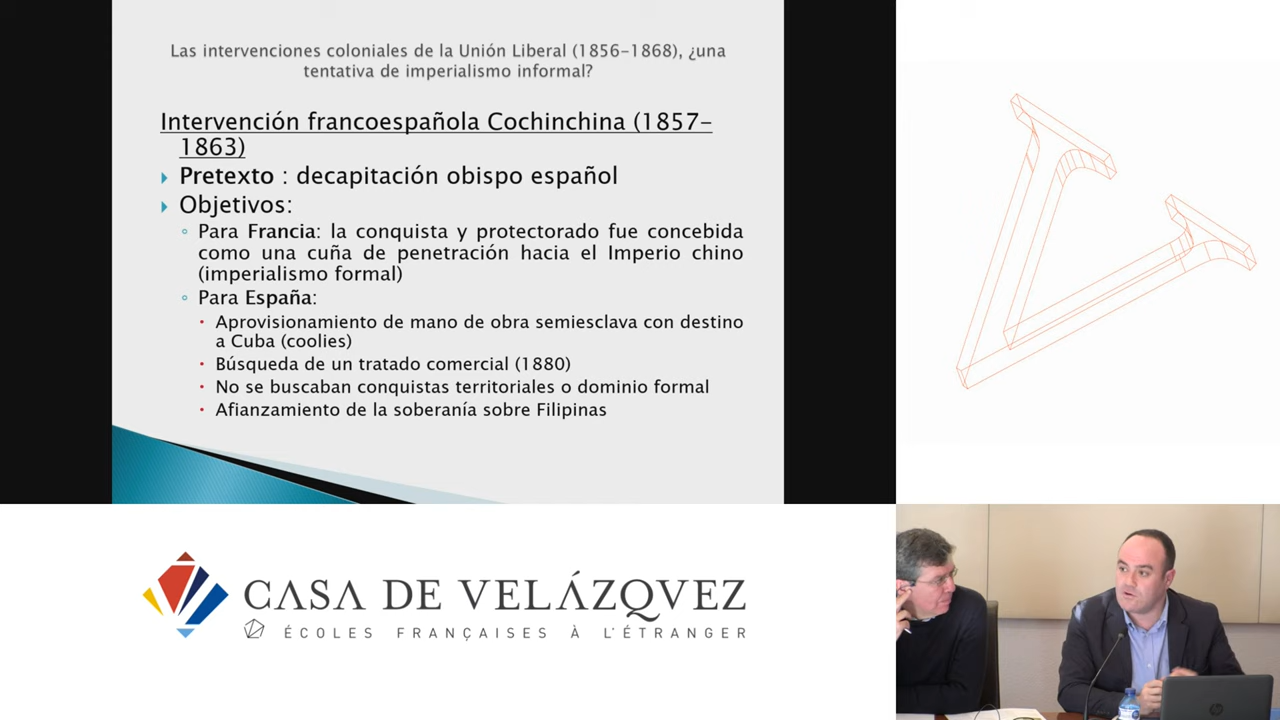 Las intervenciones coloniales de la Unión Liberal (1856-1868), ¿una
tentativa de imperialismo informal?
Intervención francoespañola Cochinchina (1857-
1863)
Pretexto : decapitación obispo español
Objetivos:
Para Francia: la conquista y protectorado fue concebida
como una cuña de penetración hacia el Imperio chino
(imperialismo formal)
Para España:
Aprovisionamiento de mano de obra semiesclava con destino
a Cuba (coolies)
Búsqueda de un tratado comercial (1880)
No se buscaban conquistas territoriales o dominio formal
Afianzamiento de la soberanía sobre Filipinas
CASA DE VELÁZQVEZ
ÉCOLES FRANÇAISES À L'ÉTRANGER